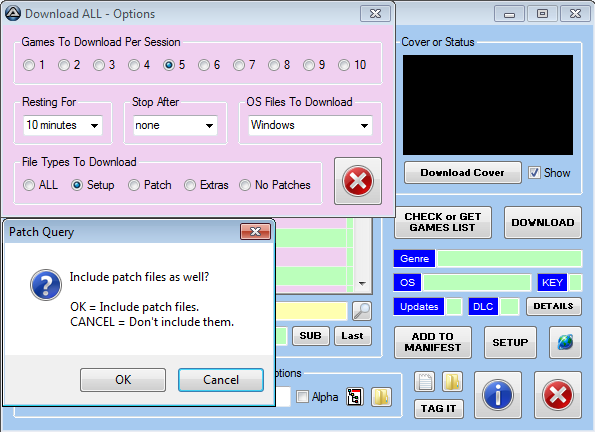 Download ALL - Options
Games To Download Per Session
1 2 3 4 5 6 7 8 9 10
Resting For
10 minutes
Stop After
none
OS Files To Download
Windows
File Types To Download
ALL Setup Patch Extras No Patches
Cover or Status
Download Cover
Show
CHECK or GET
GAMES LIST
DOWNLOAD
Genre
OS
KEY
Updates
DLC
DETAILS
ADD TO
MANIFEST
SETUP
Patch Query
Include patch files as well?
OK = Include patch files.
CANCEL = Don't include them.
OK
Cancel
SUB
Last
Alpha
TAG IT